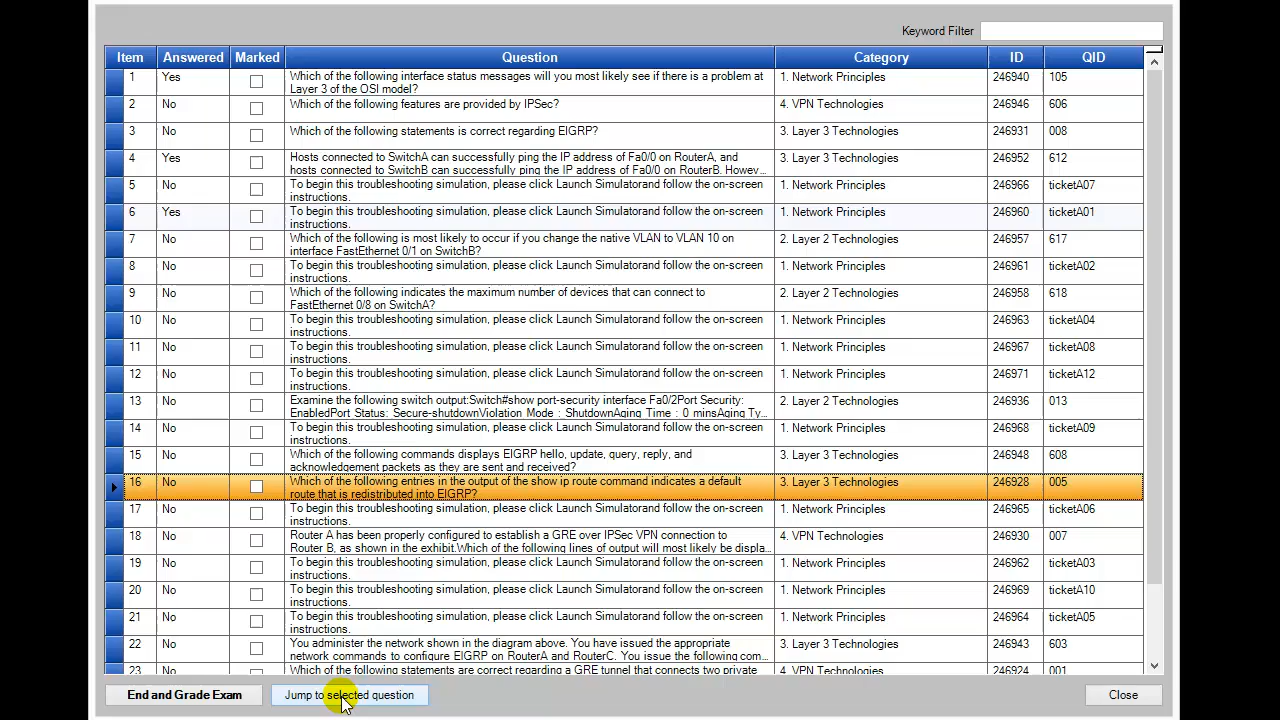 Keyword Filter
Item Answered Marked Question Category ID QID
1 Yes Which of the following interface status messages will you most likely see if there is a problem at 1. Network Principles 246940 105
Layer 3 of the OSI model?
2 No Which of the following features are provided by IPSec? 4. VPN Technologies 246946 606
3 No Which of the following statements is correct regarding EIGRP? 3. Layer 3 Technologies 246931 008
4 Yes Hosts connected to SwitchA can successfully ping the IP address of Fa0/0 on RouterA, and 3. Layer 3 Technologies 246952 612
hosts connected to SwitchB can successfully ping the IP address of Fa0/0 on RouterB. Howev...
5 No To begin this troubleshooting simulation, please click Launch Simulatorand follow the on-screen 1. Network Principles 246966 ticketA07
instructions.
6 Yes To begin this troubleshooting simulation, please click Launch Simulatorand follow the on-screen 1. Network Principles 246960 ticketA01
instructions.
7 No Which of the following is most likely to occur if you change the native VLAN to VLAN 10 on 2. Layer 2 Technologies 246957 617
interface FastEthernet 0/1 on SwitchB?
8 No To begin this troubleshooting simulation, please click Launch Simulatorand follow the on-screen 1. Network Principles 246961 ticketA02
instructions.
9 No Which of the following indicates the maximum number of devices that can connect to 2. Layer 2 Technologies 246958 618
FastEthernet 0/8 on SwitchA?
10 No To begin this troubleshooting simulation, please click Launch Simulatorand follow the on-screen 1. Network Principles 246963 ticketA04
instructions.
11 No To begin this troubleshooting simulation, please click Launch Simulatorand follow the on-screen 1. Network Principles 246967 ticketA08
instructions.
12 No To begin this troubleshooting simulation, please click Launch Simulatorand follow the on-screen 1. Network Principles 246971 ticketA12
instructions.
13 No Examine the following switch output:Switch#show port-security interface Fa0/2Port Security: 2. Layer 2 Technologies 246936 013
EnabledPort Status: Secure-shutdownViolation Mode : ShutdownAging Time : 0 minsAging Ty...
14 No To begin this troubleshooting simulation, please click Launch Simulatorand follow the on-screen 1. Network Principles 246968 ticketA09
instructions.
15 No Which of the following commands displays EIGRP hello, update, query, reply, and 3. Layer 3 Technologies 246948 608
acknowledgement packets as they are sent and received?
16 No Which of the following entries in the output of the show ip route command indicates a default 3. Layer 3 Technologies 246928 005
route that is redistributed into EIGRP?
17 No To begin this troubleshooting simulation, please click Launch Simulatorand follow the on-screen 1. Network Principles 246965 ticketA06
instructions.
18 No Router A has been properly configured to establish a GRE over IPSec VPN connection to 4. VPN Technologies 246930 007
Router B, as shown in the exhibit.Which of the following lines of output will most likely be displa...
19 No To begin this troubleshooting simulation, please click Launch Simulatorand follow the on-screen 1. Network Principles 246962 ticketA03
instructions.
20 No To begin this troubleshooting simulation, please click Launch Simulatorand follow the on-screen 1. Network Principles 246969 ticketA10
instructions.
21 No To begin this troubleshooting simulation, please click Launch Simulatorand follow the on-screen 1. Network Principles 246964 ticketA05
instructions.
22 No You administer the network shown in the diagram above. You have issued the appropriate 3. Layer 3 Technologies 246943 603
network commands to configure EIGRP on RouterA and RouterC. You issue the following com...
23 No Which of the following statements are correct regarding a GRE tunnel that connects two private 4. VPN Technologies 246924 001
End and Grade Exam Jump to selected question Close